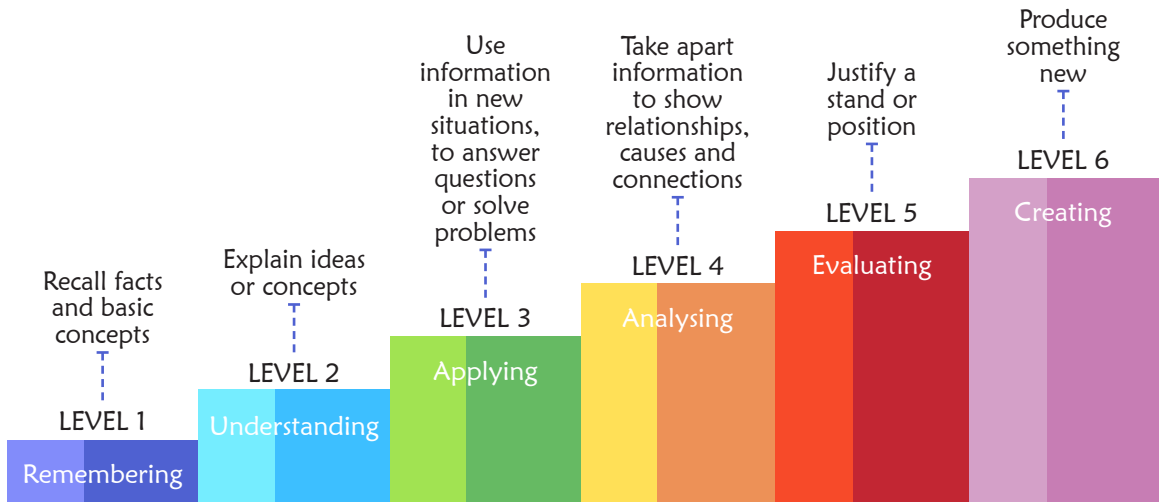 Recall facts
and basic
concepts
LEVEL 1
Remembering
Explain ideas
or concepts
LEVEL 2
Understanding
Use
information
in new
situations,
to answer
questions
or solve
problems
LEVEL 3
Applying
Take apart
information
to show
relationships,
causes and
connections
LEVEL 4
Analysing
Justify a
stand or
position
LEVEL 5
Evaluating
Produce
something
new
LEVEL 6
Creating